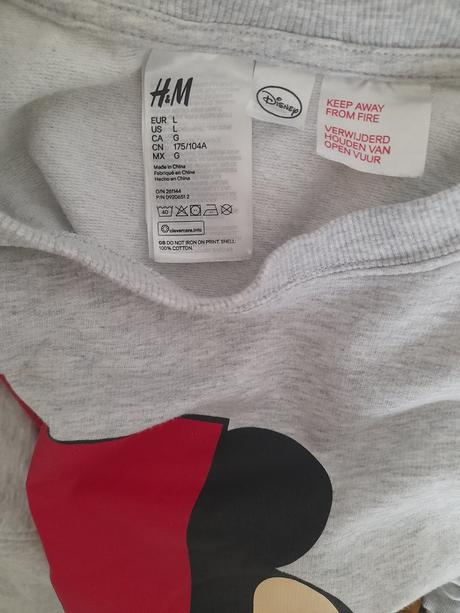 H&M
EUR L
US L
CA G
CN 175/104A
MX G
Made in China
Fabriqué en Chine
Hecho en China
O/N 261144
P/N 0920651 2
40
clevercare.info
GB DO NOT IRON ON PRINT. SHELL:
100% COTTON.
Disney
KEEP AWAY
FROM FIRE
VERWIJDERD
HOUDEN VAN
OPEN VUUR